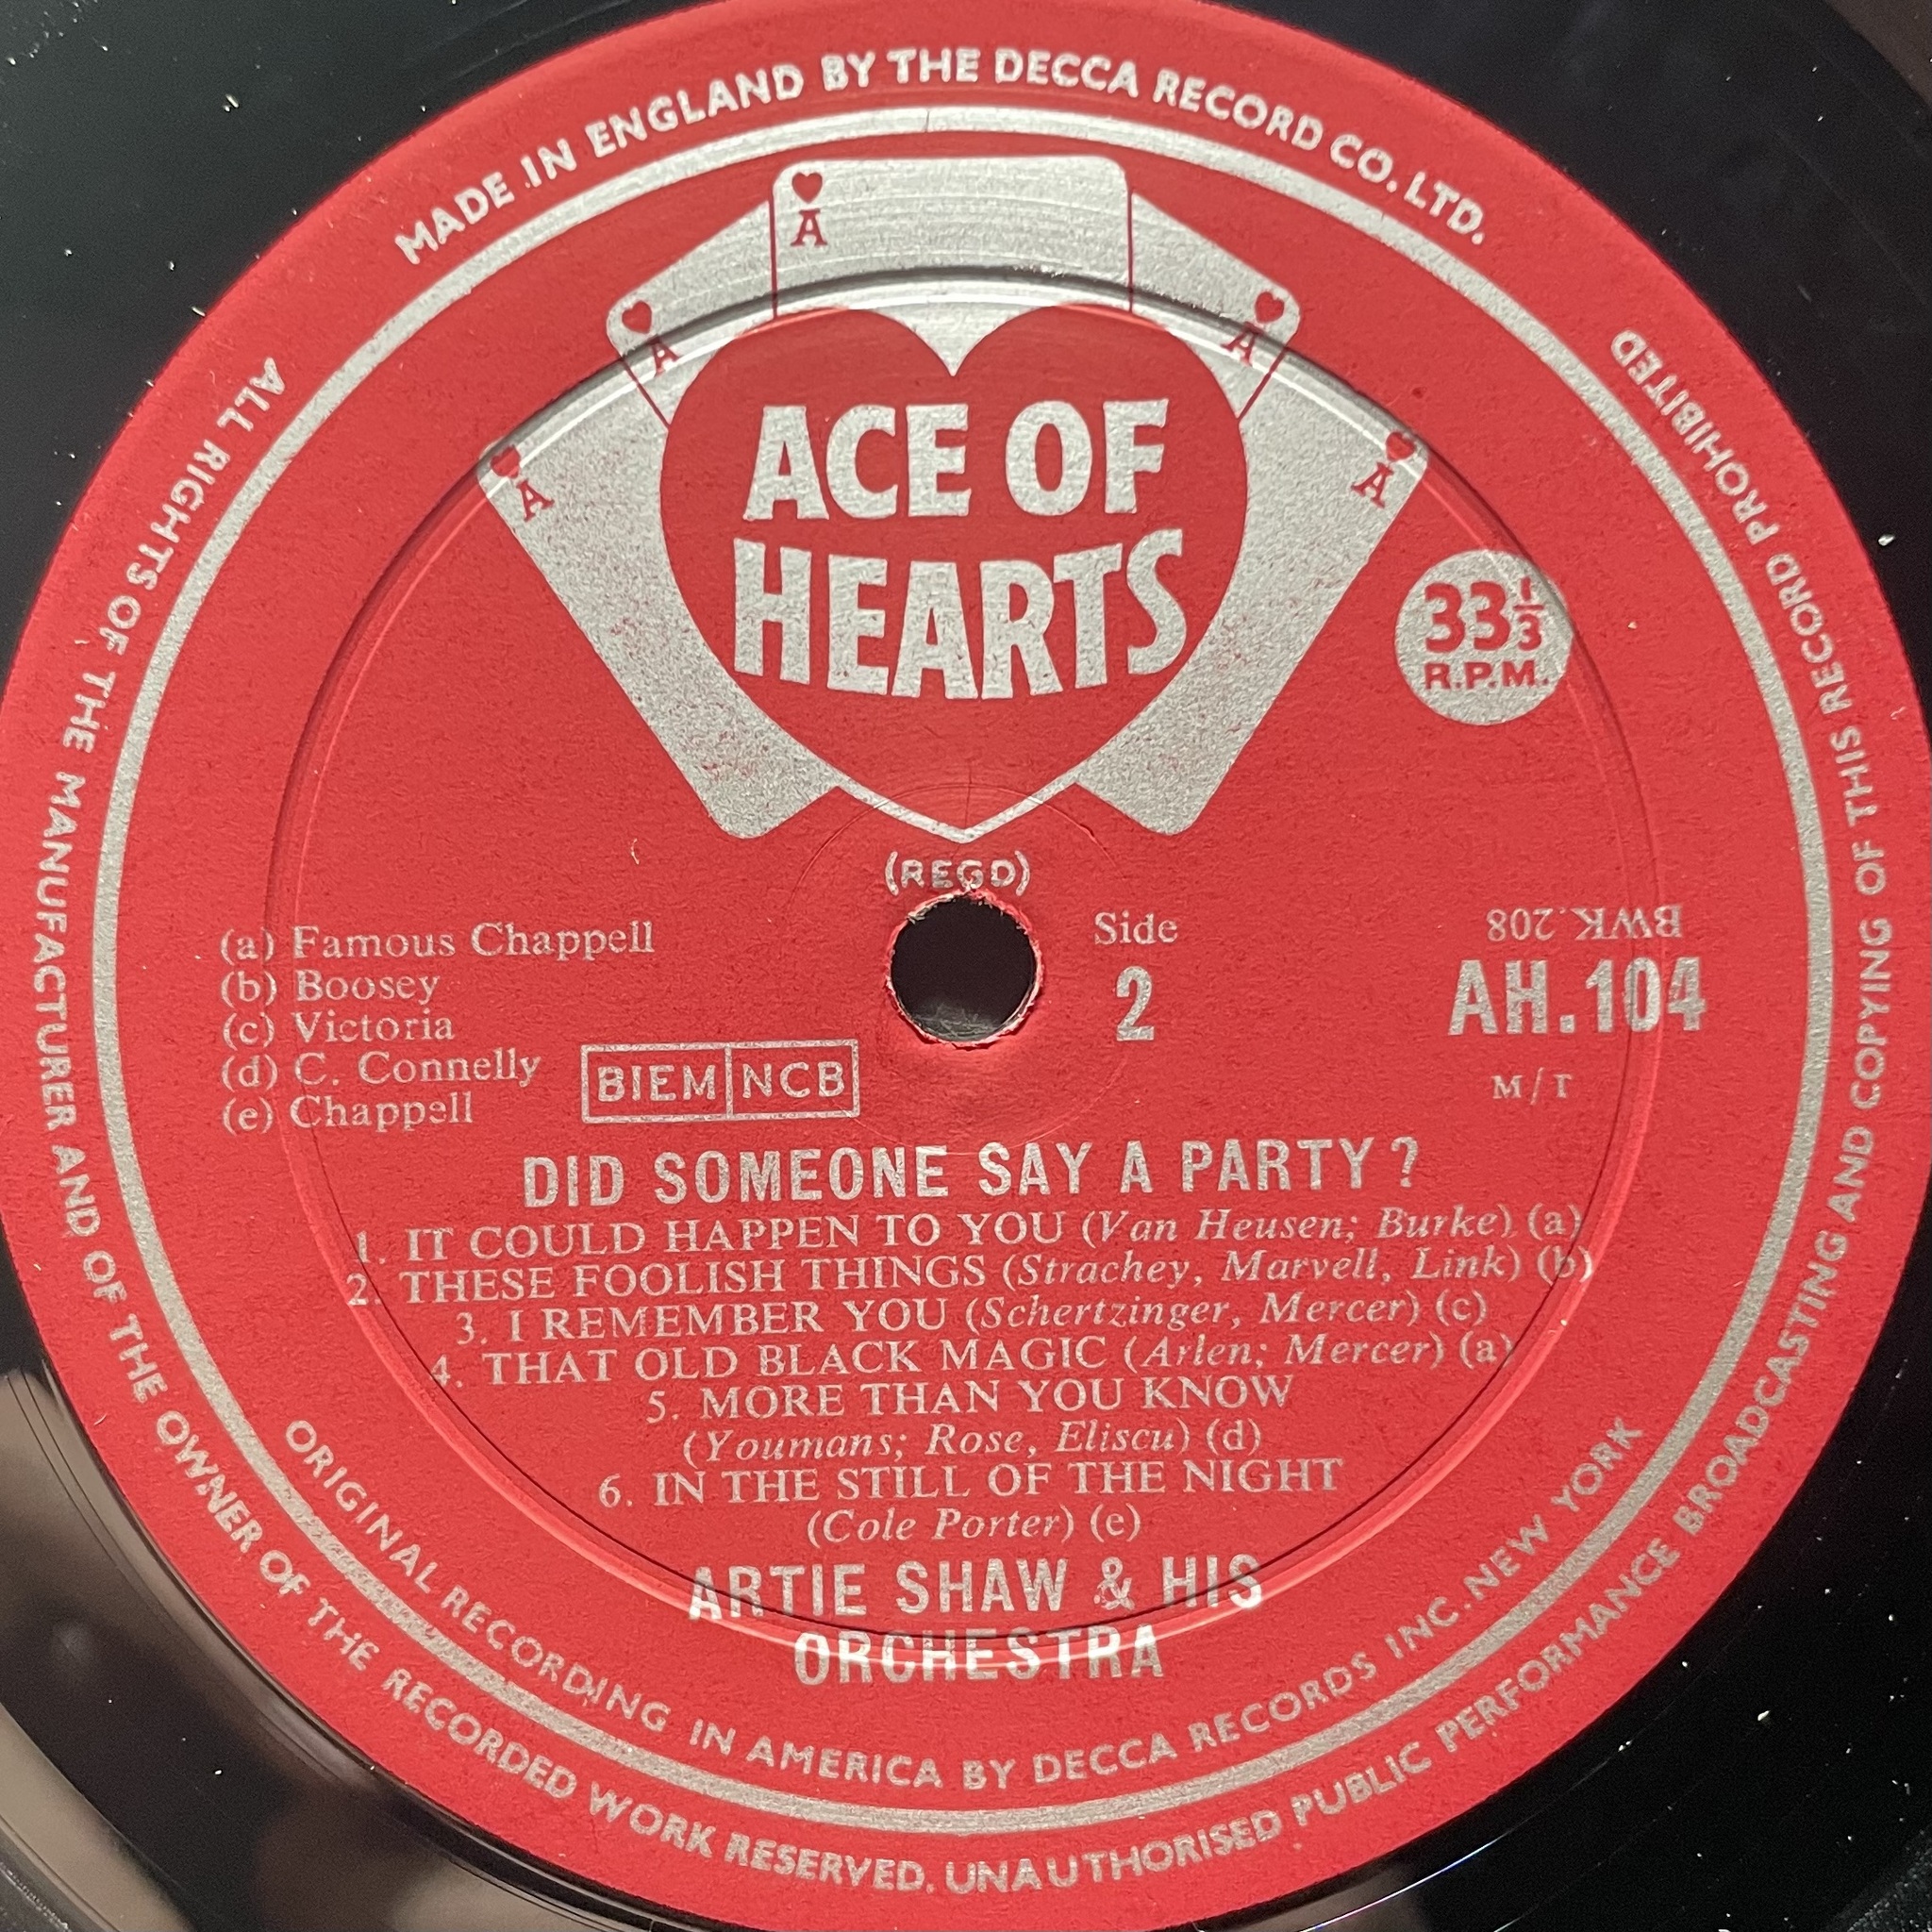 MADE IN ENGLAND BY THE DECCA RECORD CO. LTD.
ALL RIGHTS OF THE MANUFACTURER AND OF THE OWNER OF THE RECORDED WORK RESERVED. UNAUTHORISED PUBLIC PERFORMANCE BROADCASTING AND COPYING OF THIS RECORD PROHIBITED
A
A
A
A
A
ACE OF
HEARTS
33 1/3
R.P.M.
(REGD)
(a) Famous Chappell
(b) Boosey
(c) Victoria
(d) C. Connelly
(e) Chappell
BIEM NCB
Side
2
BWK.208
AH.104
M/T
DID SOMEONE SAY A PARTY?
1. IT COULD HAPPEN TO YOU (Van Heusen; Burke) (a)
2. THESE FOOLISH THINGS (Strachey, Marvell, Link) (b)
3. I REMEMBER YOU (Schertzinger, Mercer) (c)
4. THAT OLD BLACK MAGIC (Arlen; Mercer) (a)
5. MORE THAN YOU KNOW
(Youmans; Rose, Eliscu) (d)
6. IN THE STILL OF THE NIGHT
(Cole Porter) (e)
ARTIE SHAW & HIS
ORCHESTRA
ORIGINAL RECORDING IN AMERICA BY DECCA RECORDS INC. NEW YORK